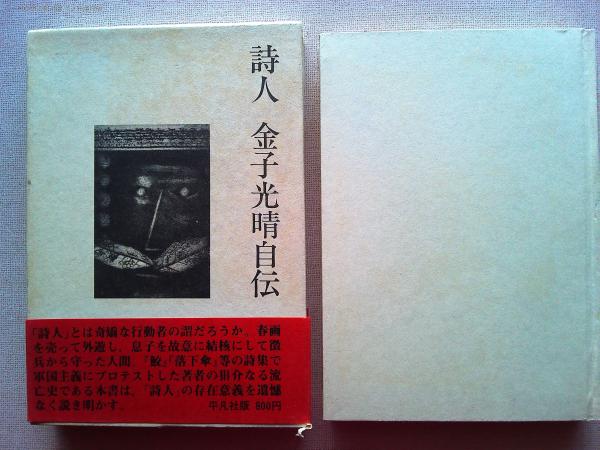 詩人 金子光晴自伝
「詩人」とは奇矯な行動者の謂だろうか。春画
を売って外遊し、息子を故意に結核にして徴
兵から守った人間。『鮫』『落下傘』等の詩集で
軍国主義にプロテストした著者の
なる流
亡史である本書は、「詩人」の存在意義を遺憾
なく説き明かす。
平凡社版 800円